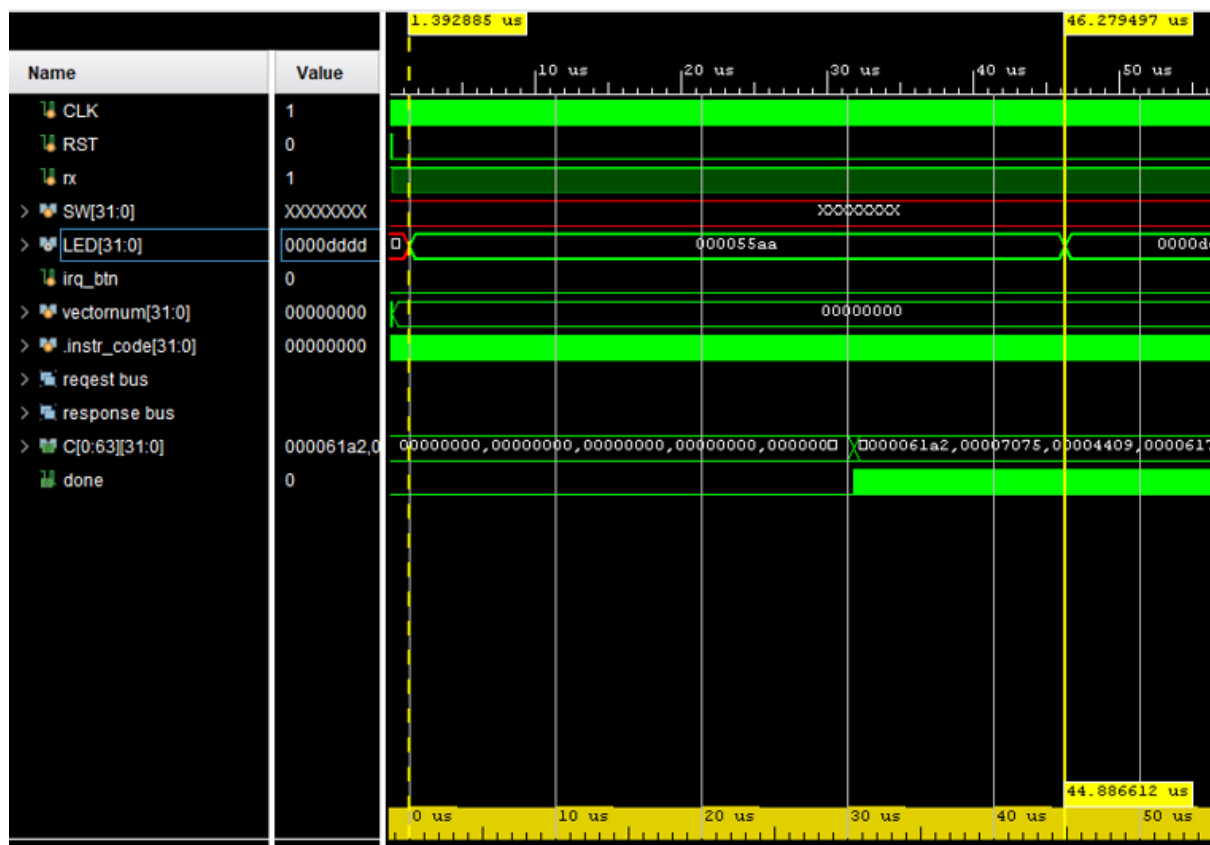 1.392885 us 46.279497 us
Name Value
10 us 20 us 30 us 40 us 50 us
CLK 1
RST 0
rx 1
SW[31:0] XXXXXXXX XXXXXXXX
LED[31:0] 0000dddd 000055aa 0000d
irq_btn 0
vectornum[31:0] 00000000 00000000
.instr_code[31:0] 00000000
reqest bus
response bus
C[0:63][31:0] 000061a2,0 00000000,00000000,00000000,00000000,000000 000061a2,00007075,00004409,0000617
done 0
44.886612 us
0 us 10 us 20 us 30 us 40 us 50 us